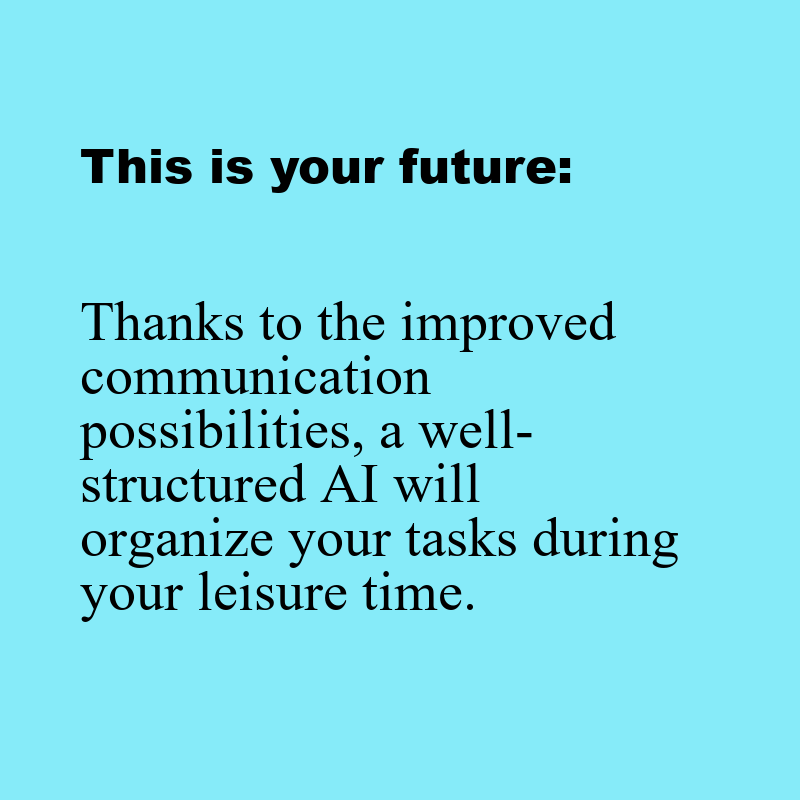 This is your future:
Thanks to the improved
communication
possibilities, a well-
structured AI will
organize your tasks during
your leisure time.